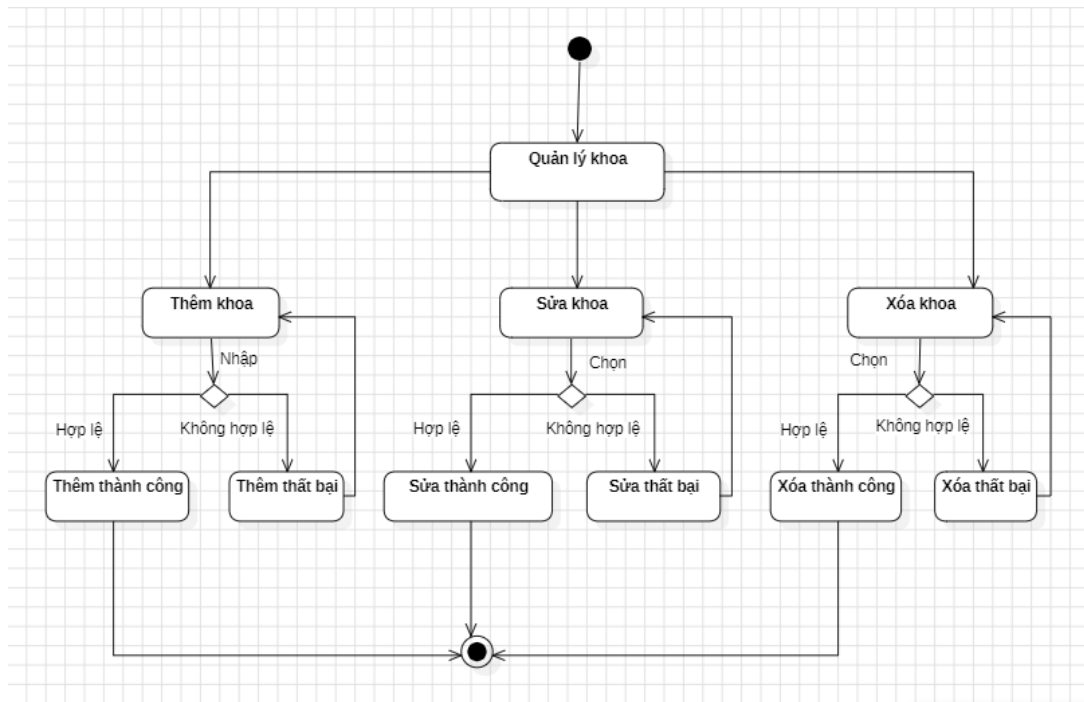 Quản lý khoa
Thêm khoa
Sửa khoa
Xóa khoa
Nhập
Chọn
Chọn
Hợp lệ
Không hợp lệ
Hợp lệ
Không hợp lệ
Hợp lệ
Không hợp lệ
Thêm thành công
Thêm thất bại
Sửa thành công
Sửa thất bại
Xóa thành công
Xóa thất bại